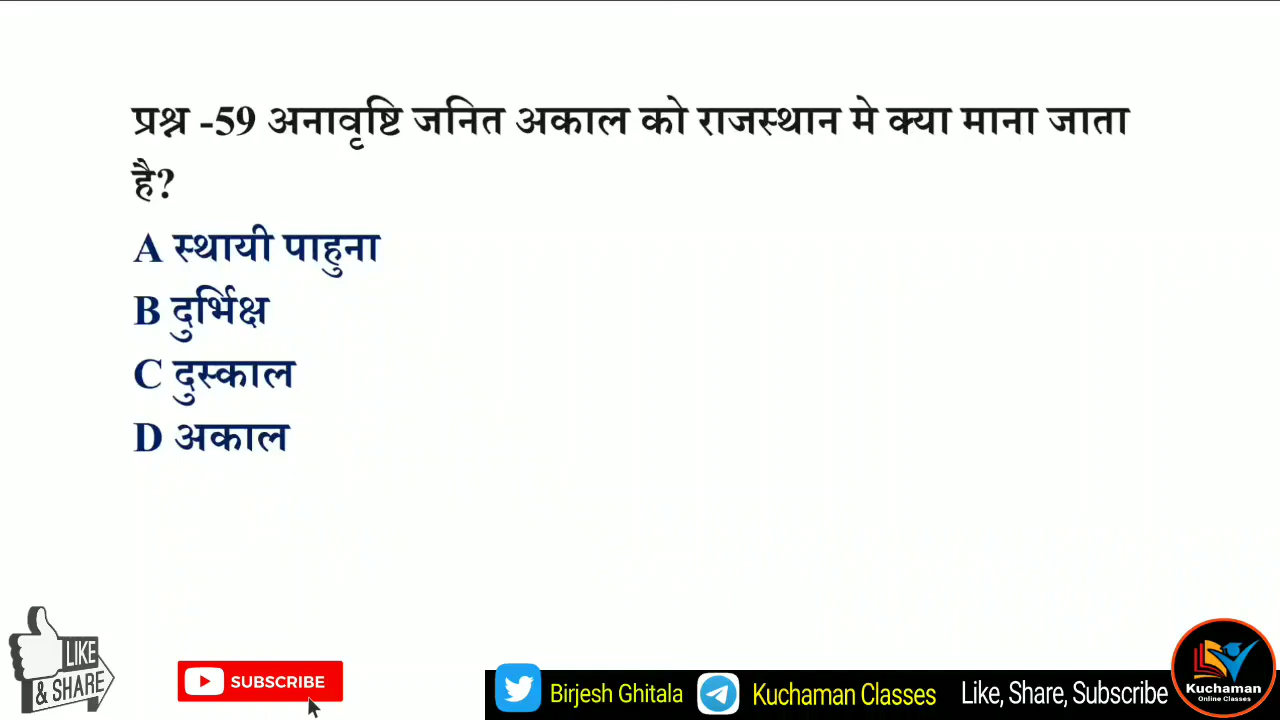 प्रश्न -59 अनावृष्टि जनित अकाल को राजस्थान मे क्या माना जाता
है?
A स्थायी पाहुना
B दुर्भिक्ष
C दुस्काल
D अकाल
LIKE
& SHARE
SUBSCRIBE
Birjesh Ghitala
Kuchaman Classes
Like, Share, Subscribe
Kuchaman
Online Classes